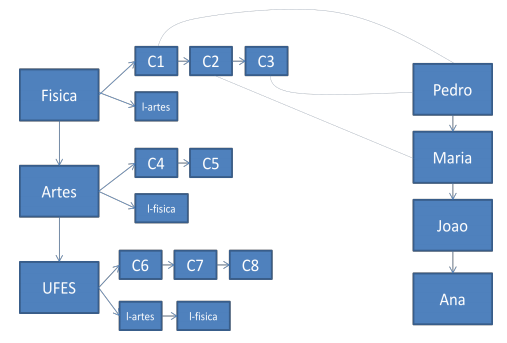 C1 C2 C3
Fisica
l-artes
Pedro
C4 C5
Maria
Artes
l-fisica
Joao
C6 C7 C8
UFES
Ana
l-artes l-fisica